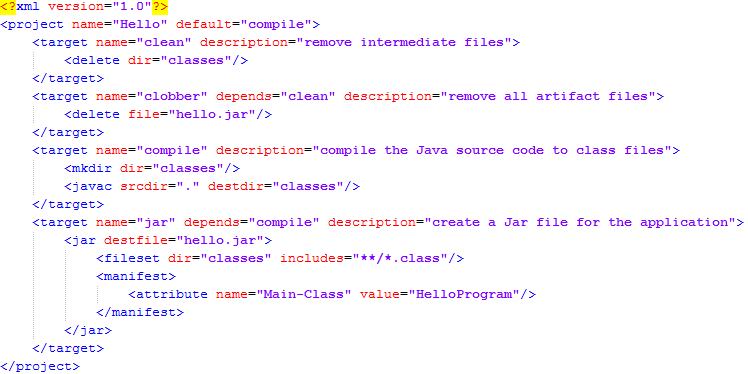 <?xml version="1.0"?>
<project name="Hello" default="compile">
    <target name="clean" description="remove intermediate files">
        <delete dir="classes"/>
    </target>
    <target name="clobber" depends="clean" description="remove all artifact files">
        <delete file="hello.jar"/>
    </target>
    <target name="compile" description="compile the Java source code to class files">
        <mkdir dir="classes"/>
        <javac srcdir="." destdir="classes"/>
    </target>
    <target name="jar" depends="compile" description="create a Jar file for the application">
        <jar destfile="hello.jar">
            <fileset dir="classes" includes="**/*.class"/>
            <manifest>
                <attribute name="Main-Class" value="HelloProgram"/>
            </manifest>
        </jar>
    </target>
</project>